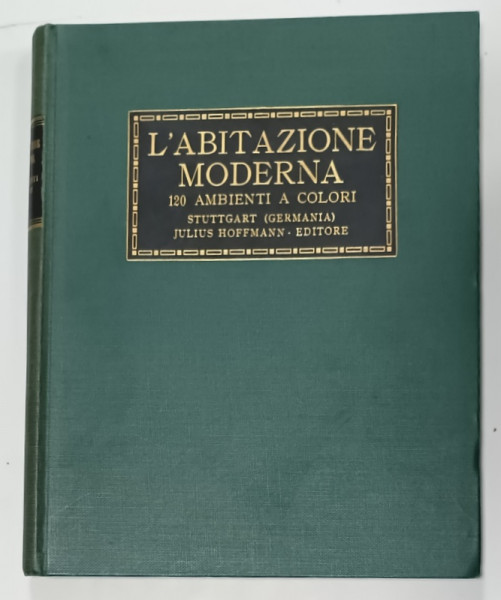 L'ABITAZIONE
MODERNA
120 AMBIENTI A COLORI
STUTTGART (GERMANIA)
JULIUS HOFFMANN - EDITORE